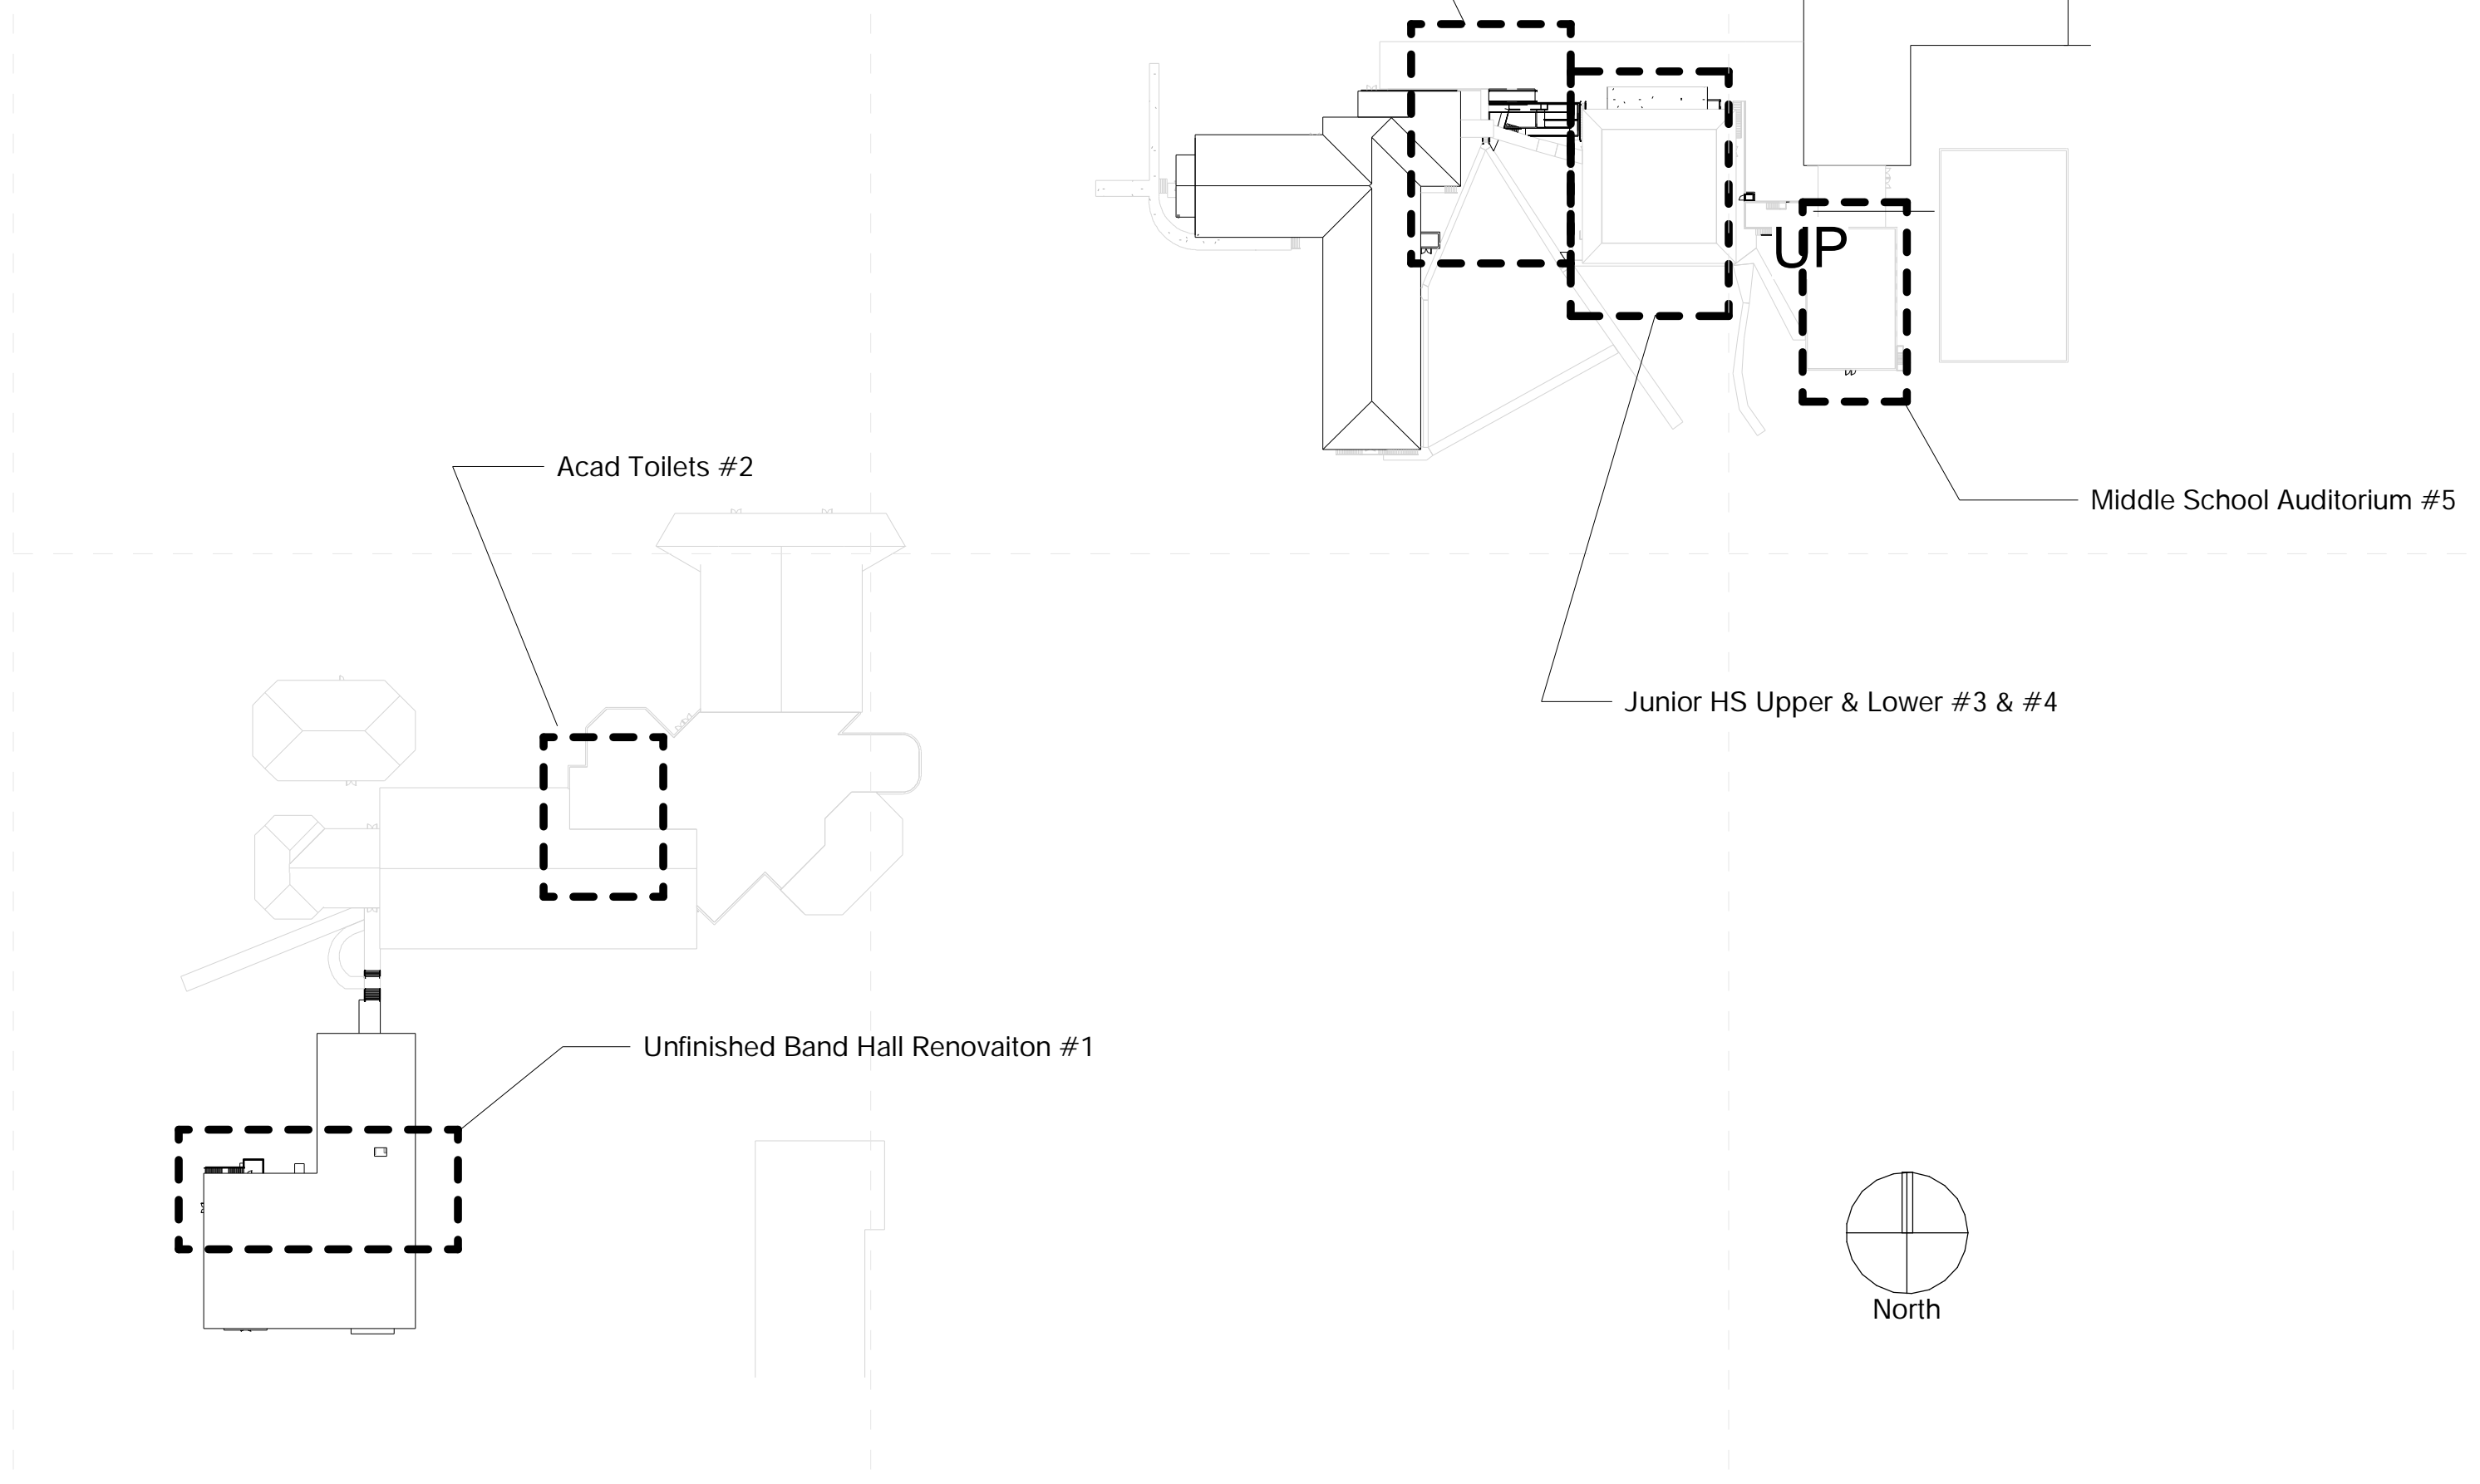 UP
Acad Toilets #2
Middle School Auditorium #5
Junior HS Upper & Lower #3 & #4
Unfinished Band Hall Renovaiton #1
North